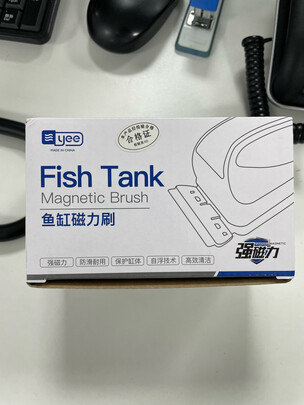 yee
MADE IN CHINA
合格证
Fish Tank
Magnetic Brush
鱼缸磁力刷
强磁力
防滑耐用
保护缸体
自浮技术
高效清洁
强磁力